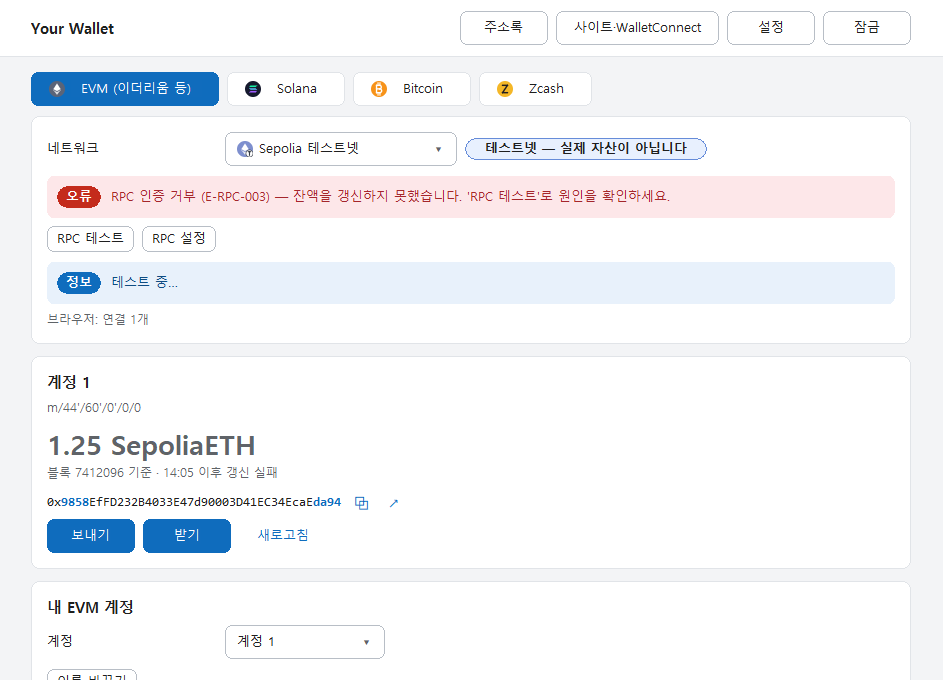 Your Wallet
주소록
사이트·WalletConnect
설정
잠금
EVM (이더리움 등)
Solana
Bitcoin
Zcash
네트워크
Sepolia 테스트넷
테스트넷 — 실제 자산이 아닙니다
오류
RPC 인증 거부 (E-RPC-003) — 잔액을 갱신하지 못했습니다. 'RPC 테스트'로 원인을 확인하세요.
RPC 테스트
RPC 설정
정보
테스트 중…
브라우저: 연결 1개
계정 1
m/44'/60'/0'/0/0
1.25 SepoliaETH
블록 7412096 기준 · 14:05 이후 갱신 실패
0x9858EfFD232B4033E47d90003D41EC34EcaEda94
보내기
받기
새로고침
내 EVM 계정
계정
계정 1
이름 바꾸기